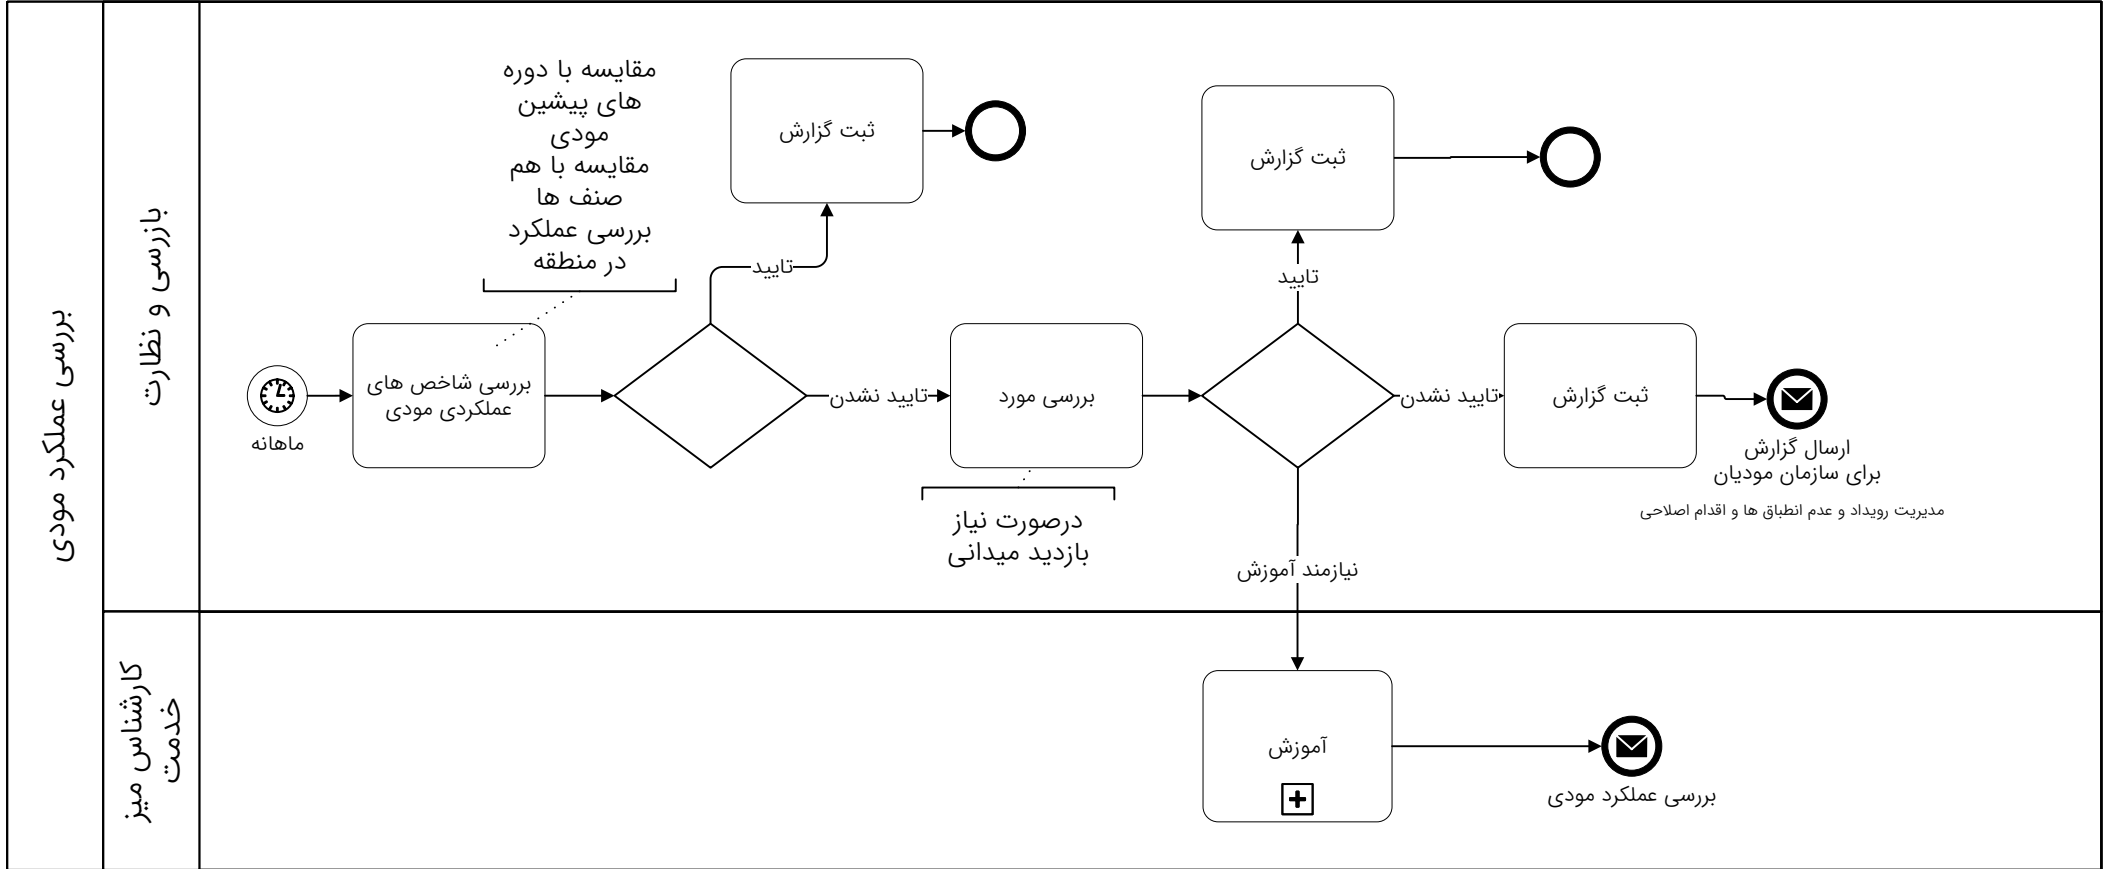 بررسی عملکرد مودی
بازرسی و نظارت
ماهانه
بررسی شاخص های
عملکردی مودی
مقایسه با دوره
های پیشین
مودی
مقایسه با هم
صنف ها
بررسی عملکرد
در منطقه
تایید
ثبت گزارش
تایید نشدن
بررسی مورد
درصورت نیاز
بازدید میدانی
تایید
ثبت گزارش
تایید نشدن
ثبت گزارش
ارسال گزارش
برای سازمان مودیان
مدیریت رویداد و عدم انطباق ها و اقدام اصلاحی
نیازمند آموزش
کارشناس میز
خدمت
آموزش
بررسی عملکرد مودی